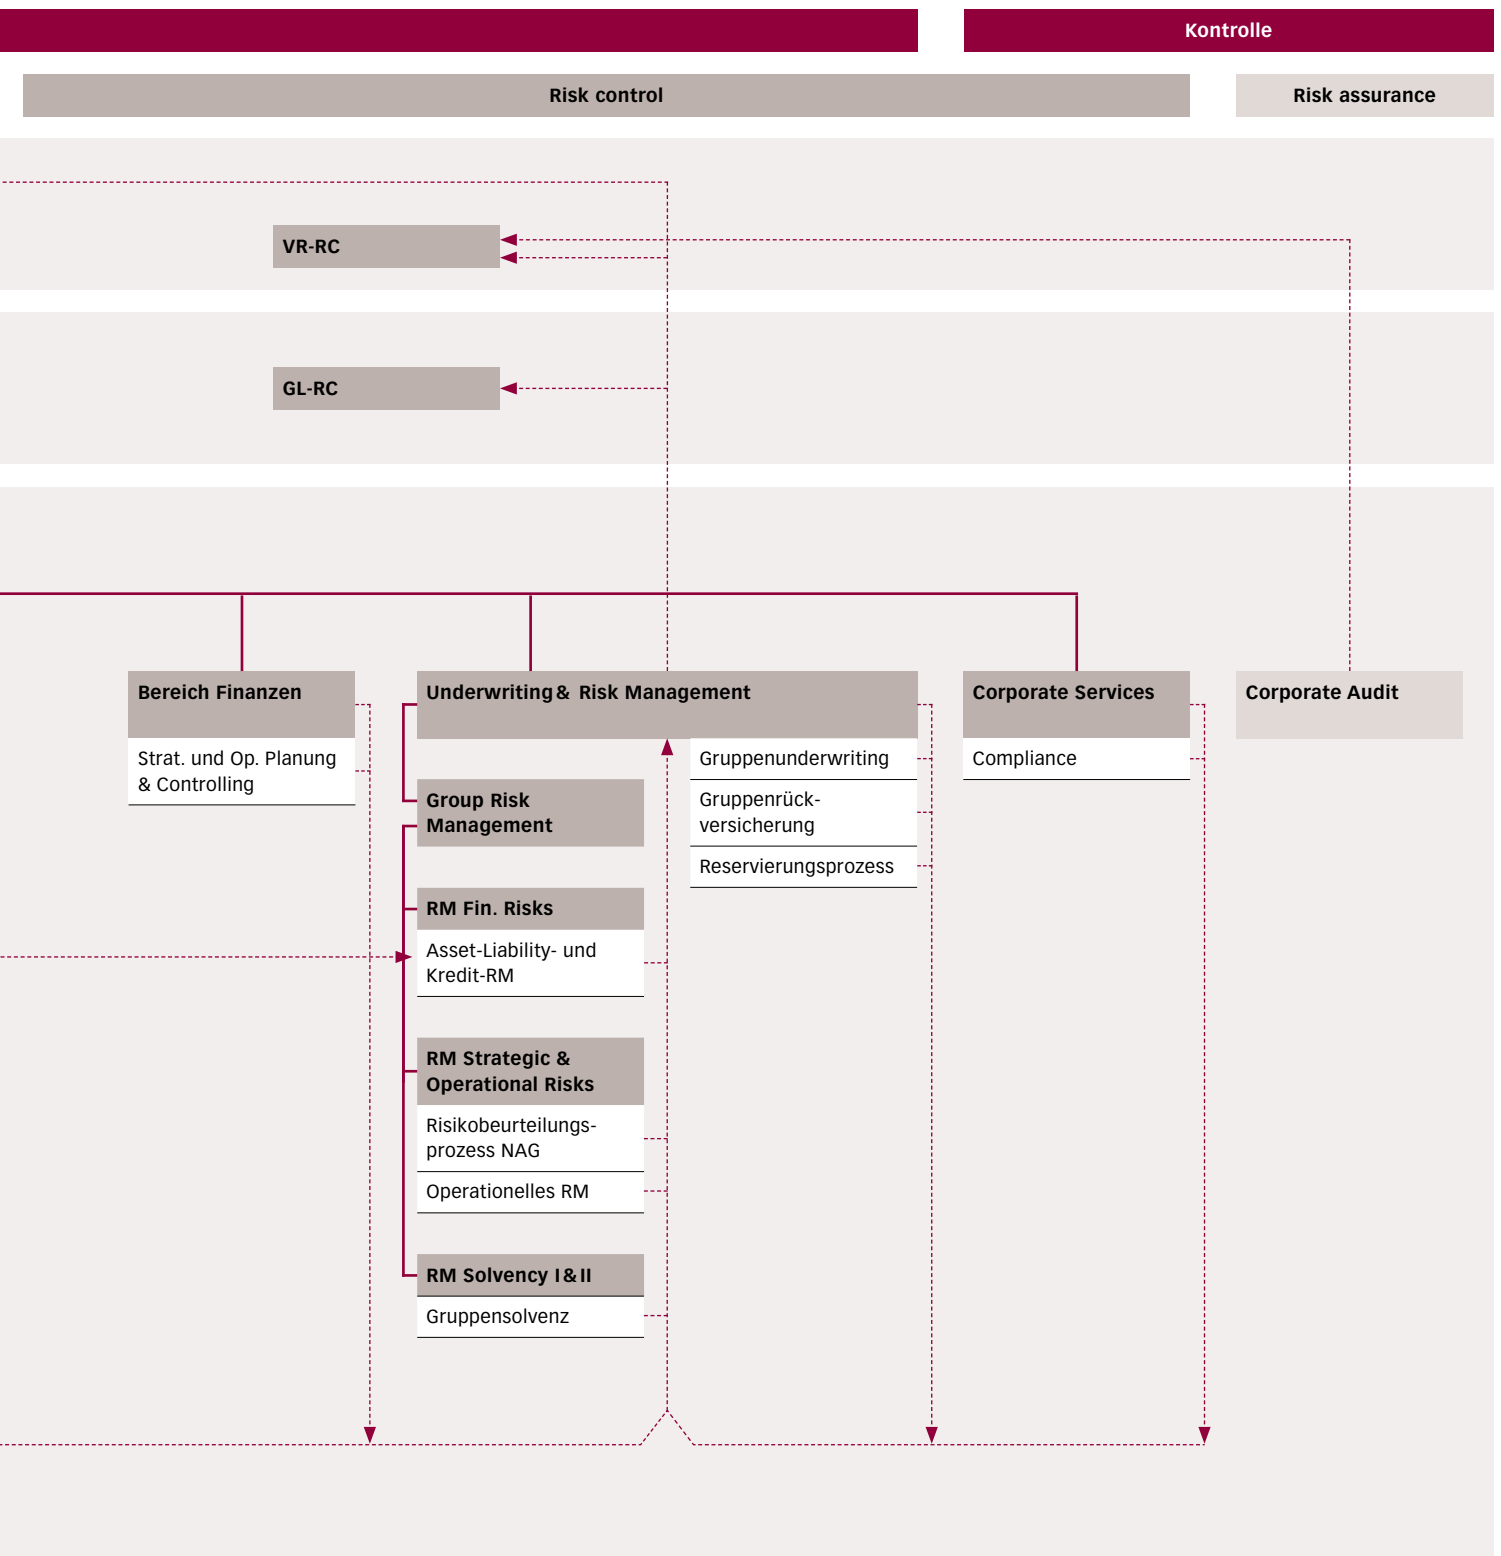 Kontrolle
Risk control
Risk assurance
VR-RC
GL-RC
Bereich Finanzen
Strat. und Op. Planung
& Controlling
Underwriting & Risk Management
Group Risk
Management
RM Fin. Risks
Asset-Liability- und
Kredit-RM
RM Strategic &
Operational Risks
Risikobeurteilungs-
prozess NAG
Operationelles RM
RM Solvency I & II
Gruppensolvenz
Gruppenunderwriting
Gruppenrück-
versicherung
Reservierungsprozess
Corporate Services
Compliance
Corporate Audit